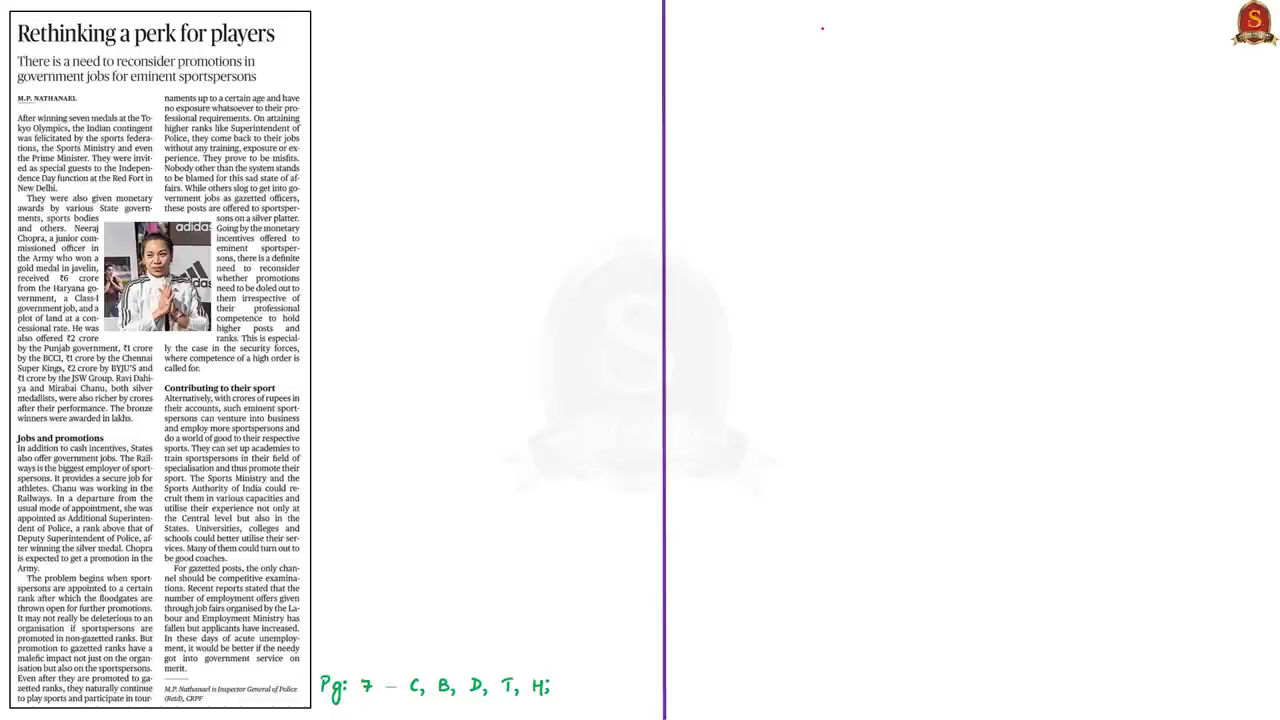 Rethinking a perk for players
There is a need to reconsider promotions in
government jobs for eminent sportspersons
M.P. NATHANAEL
After winning seven medals at the To-
kyo Olympics, the Indian contingent
was felicitated by the sports federa-
tions, the Sports Ministry and even
the Prime Minister. They were invit-
ed as special guests to the Indepen-
dence Day function at the Red Fort in
New Delhi.
They were also given monetary
awards by various State govern-
ments, sports bodies
and others. Neeraj
Chopra, a junior com-
missioned officer in
the Army who won a
gold medal in javelin,
received ₹6 crore
from the Haryana go-
vernment, a Class-I
government job, and a
plot of land at a con-
cessional rate. He was
also offered ₹2 crore
by the Punjab government, ₹1 crore
by the BCCI, ₹1 crore by the Chennai
Super Kings, ₹2 crore by BYJU'S and
₹1 crore by the JSW Group. Ravi Dahi-
ya and Mirabai Chanu, both silver
medallists, were also richer by crores
after their performance. The bronze
winners were awarded in lakhs.
Jobs and promotions
In addition to cash incentives, States
also offer government jobs. The Rail-
ways is the biggest employer of sport-
spersons. It provides a secure job for
athletes. Chanu was working in the
Railways. In a departure from the
usual mode of appointment, she was
appointed as Additional Superinten-
dent of Police, a rank above that of
Deputy Superintendent of Police, af-
ter winning the silver medal. Chopra
is expected to get a promotion in the
Army.
The problem begins when sport-
spersons are appointed to a certain
rank after which the floodgates are
thrown open for further promotions.
It may not really be deleterious to an
organisation if sportspersons are
promoted in non-gazetted ranks. But
promotion to gazetted ranks have a
malefic impact not just on the organ-
isation but also on the sportspersons.
Even after they are promoted to ga-
zetted ranks, they naturally continue
to play sports and participate in tour-
naments up to a certain age and have
no exposure whatsoever to their pro-
fessional requirements. On attaining
higher ranks like Superintendent of
Police, they come back to their jobs
without any training, exposure or ex-
perience. They prove to be misfits.
Nobody other than the system stands
to be blamed for this sad state of af-
fairs. While others slog to get into go-
vernment jobs as gazetted officers,
these posts are offered to sportsper-
sons on a silver platter.
Going by the monetary
incentives offered to
eminent sportsper-
sons, there is a definite
need to reconsider
whether promotions
need to be doled out to
them irrespective of
their professional
competence to hold
higher posts and
ranks. This is especial-
ly the case in the security forces,
where competence of a high order is
called for.
Contributing to their sport
Alternatively, with crores of rupees in
their accounts, such eminent sport-
spersons can venture into business
and employ more sportspersons and
do a world of good to their respective
sports. They can set up academies to
train sportspersons in their field of
specialisation and thus promote their
sport. The Sports Ministry and the
Sports Authority of India could re-
cruit them in various capacities and
utilise their experience not only at
the Central level but also in the
States. Universities, colleges and
schools could better utilise their ser-
vices. Many of them could turn out to
be good coaches.
For gazetted posts, the only chan-
nel should be competitive examina-
tions. Recent reports stated that the
number of employment offers given
through job fairs organised by the La-
bour and Employment Ministry has
fallen but applicants have increased.
In these days of acute unemploy-
ment, it would be better if the needy
got into government service on
merit.
M.P. Nathanael is Inspector General of Police
(Retd), CRPF
adidas
Pg: 7 – C, B, D, T, H;
S